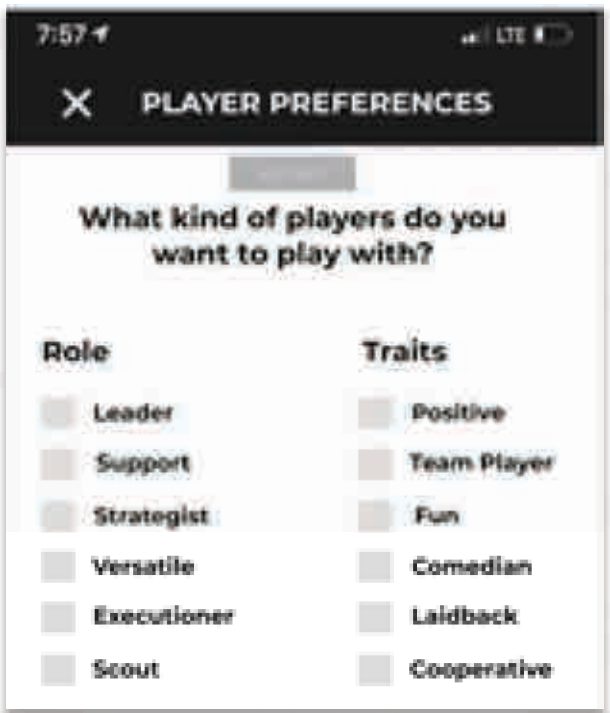 7:57 LTE
PLAYER PREFERENCES
What kind of players do you
want to play with?
Role
Leader
Support
Strategist
Versatile
Executioner
Scout
Traits
Positive
Team Player
Fun
Comedian
Laidback
Cooperative